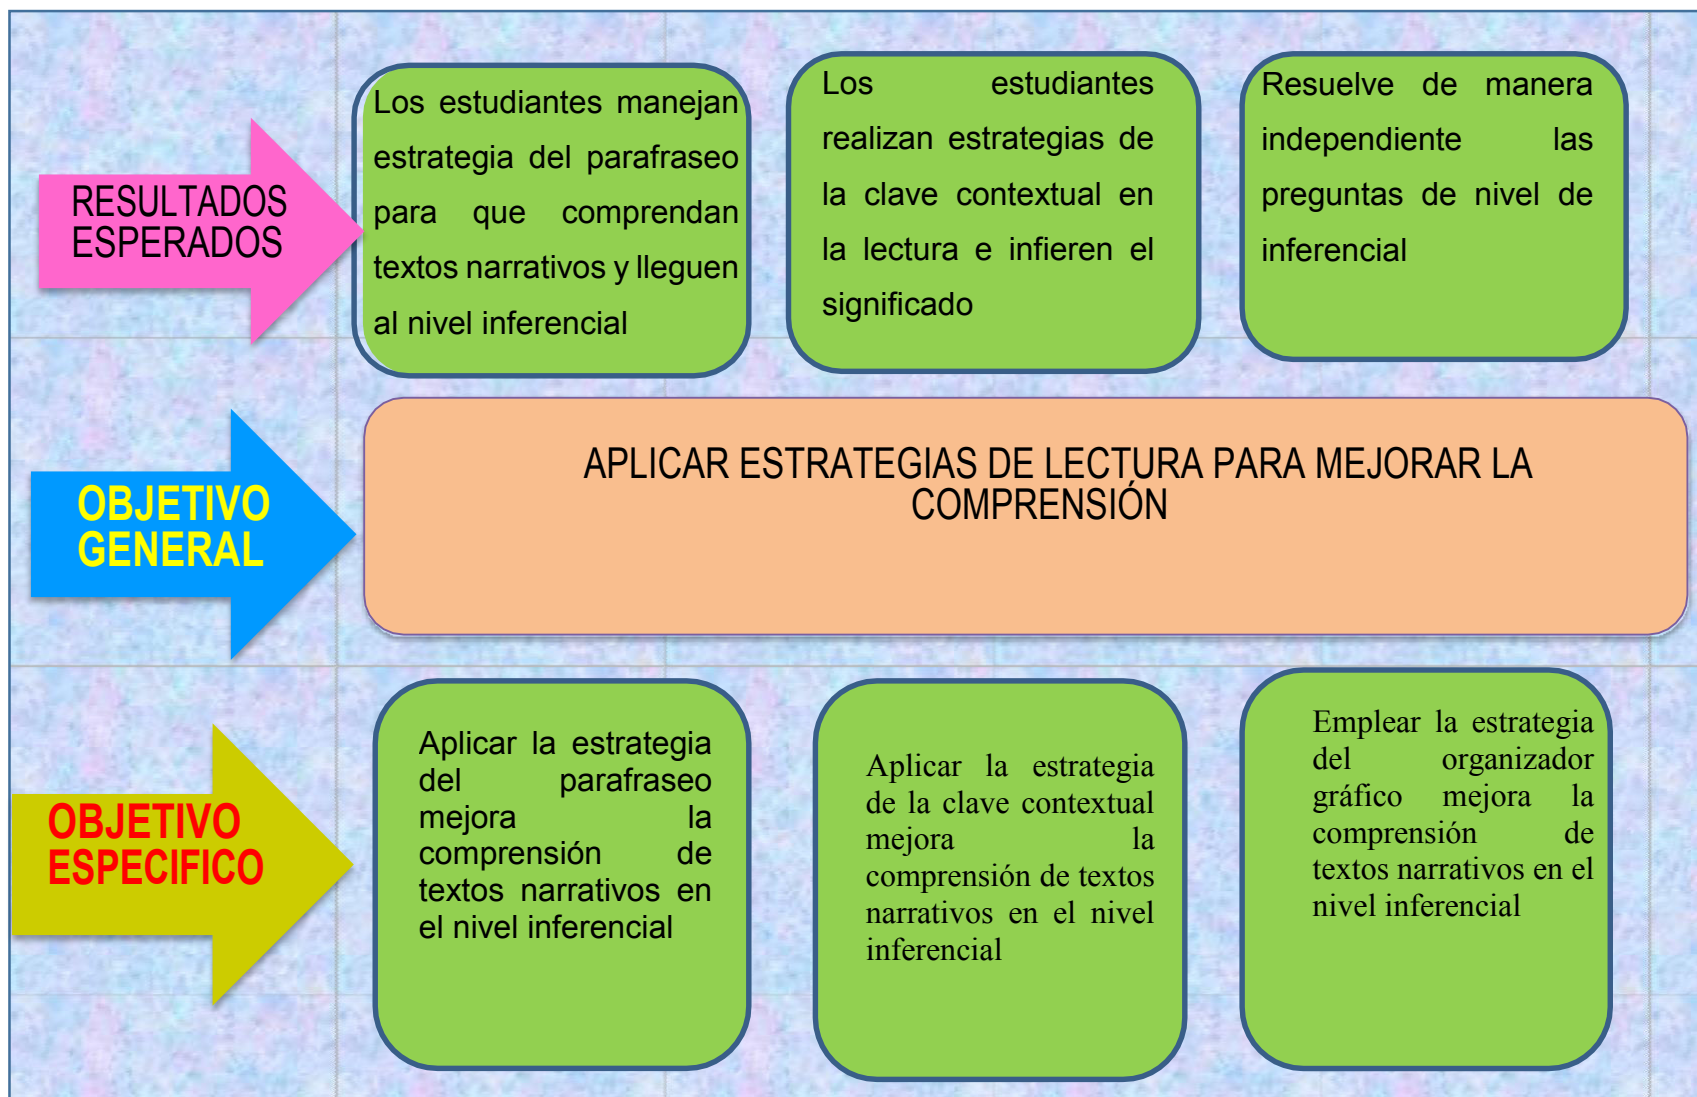 RESULTADOS
ESPERADOS
Los estudiantes manejan
estrategia del parafraseo
para que comprendan
textos narrativos y lleguen
al nivel inferencial
Los estudiantes
realizan estrategias de
la clave contextual en
la lectura e infieren el
significado
Resuelve de manera
independiente las
preguntas de nivel de
inferencial
OBJETIVO
GENERAL
APLICAR ESTRATEGIAS DE LECTURA PARA MEJORAR LA
COMPRENSIÓN
OBJETIVO
ESPECIFICO
Aplicar la estrategia
del parafraseo
mejora la
comprensión de
textos narrativos en
el nivel inferencial
Aplicar la estrategia
de la clave contextual
mejora la
comprensión de textos
narrativos en el nivel
inferencial
Emplear la estrategia
del organizador
gráfico mejora la
comprensión de
textos narrativos en el
nivel inferencial